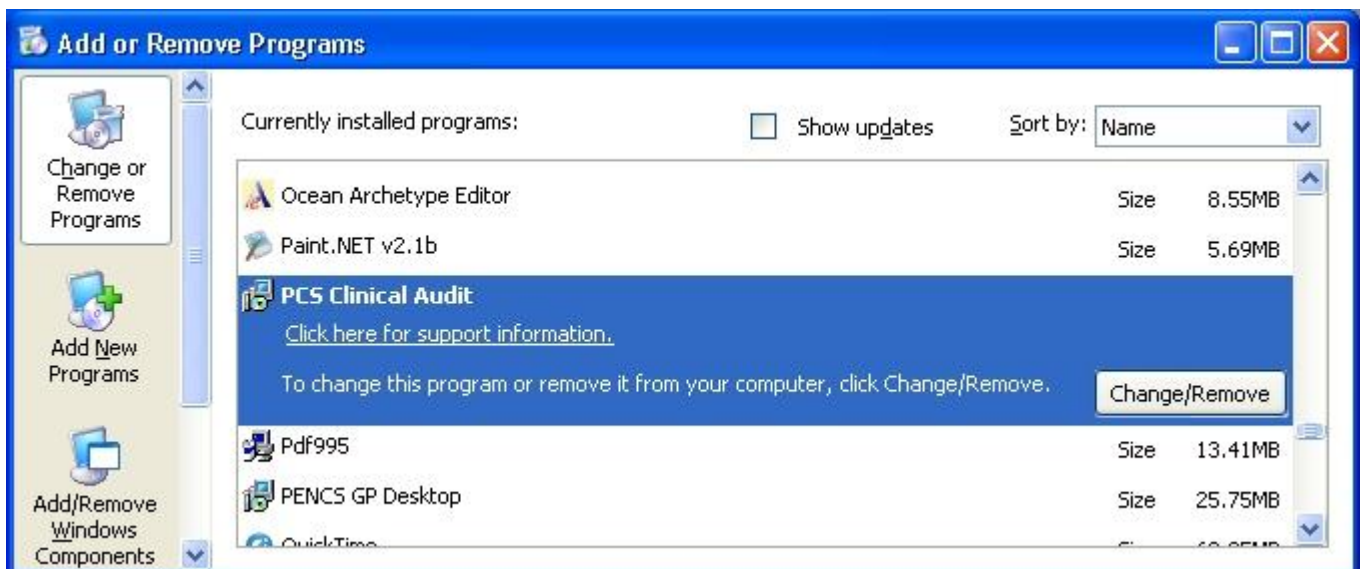 Add or Remove Programs
Change or
Remove
Programs
Add New
Programs
Add/Remove
Windows
Components
Currently installed programs:
Show updates
Sort by: Name
Ocean Archetype Editor Size 8.55MB
Paint.NET v2.1b Size 5.69MB
PCS Clinical Audit
Click here for support information.
To change this program or remove it from your computer, click Change/Remove. Change/Remove
Pdf995 Size 13.41MB
PENCS GP Desktop Size 25.75MB
QuickTime